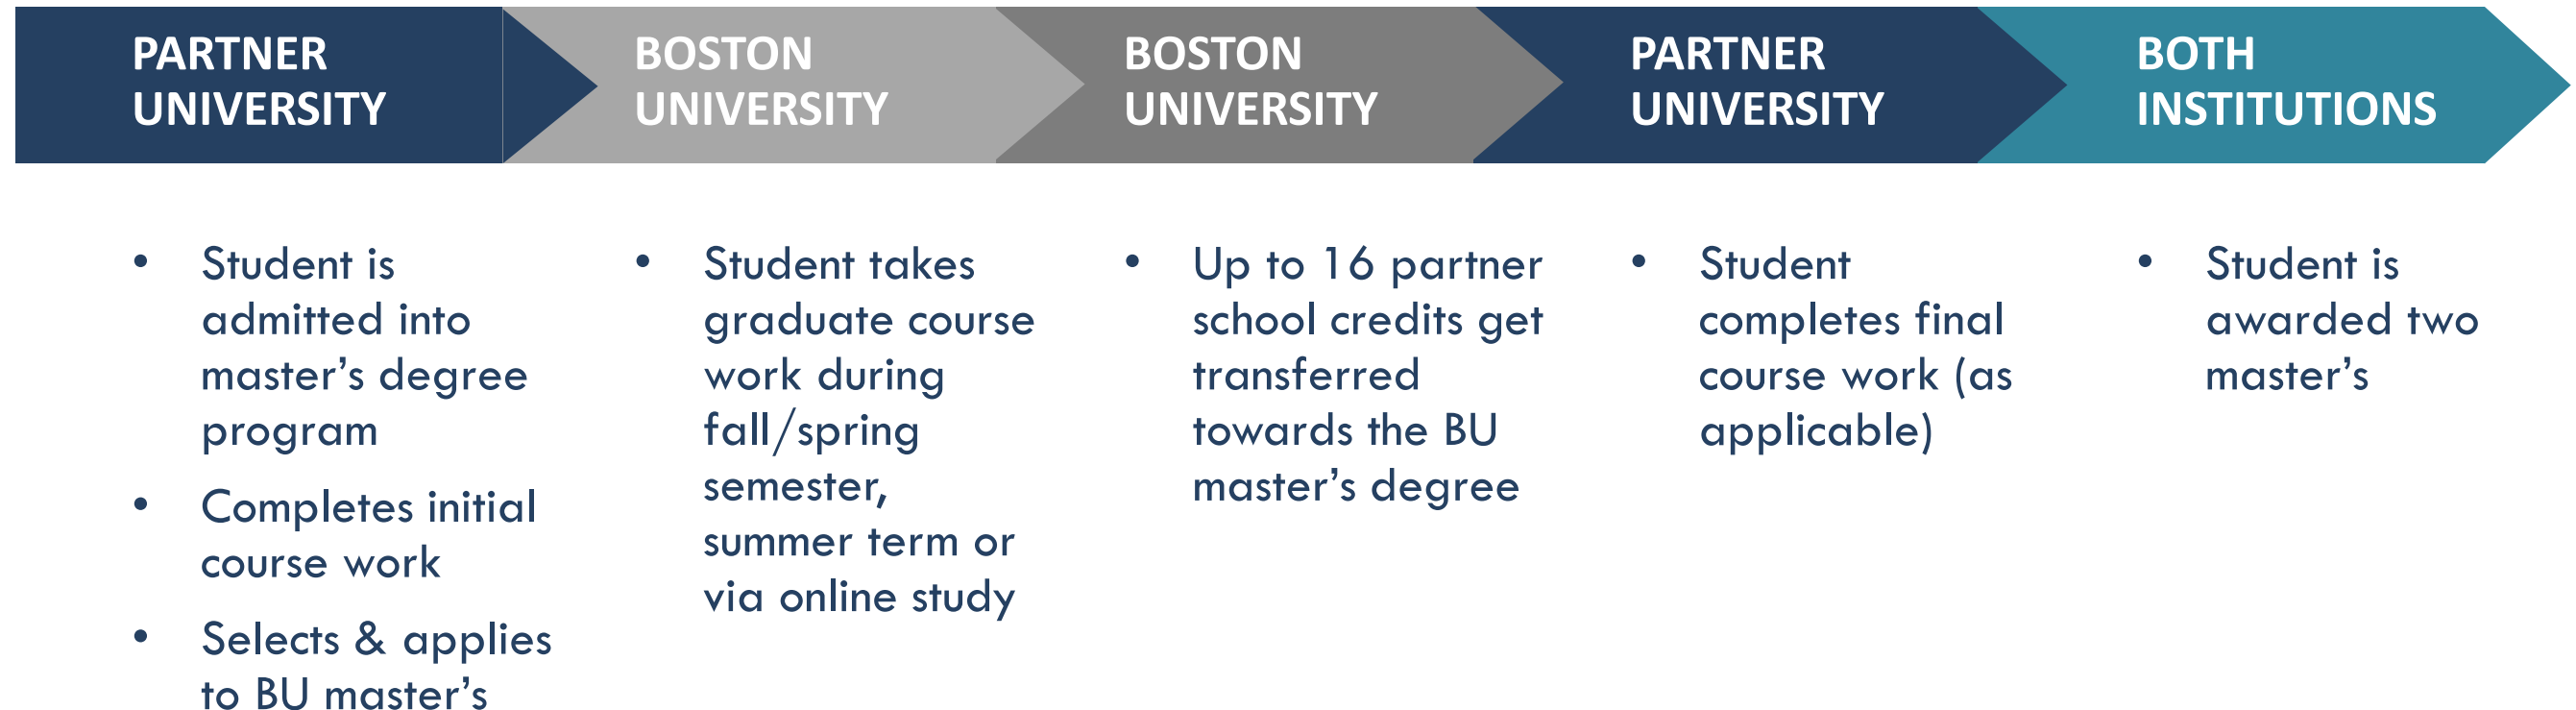 PARTNER
UNIVERSITY
BOSTON
UNIVERSITY
BOSTON
UNIVERSITY
PARTNER
UNIVERSITY
BOTH
INSTITUTIONS
• Student is
admitted into
master’s degree
program
• Completes initial
course work
• Selects & applies
to BU master’s
• Student takes
graduate course
work during
fall/spring
semester,
summer term or
via online study
• Up to 16 partner
school credits get
transferred
towards the BU
master’s degree
• Student
completes final
course work (as
applicable)
• Student is
awarded two
master’s